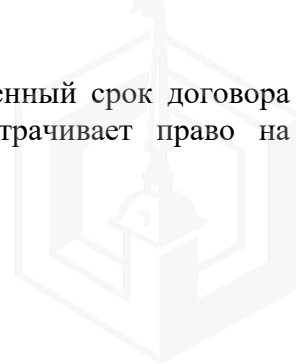 енный срок договора
трачивает право на